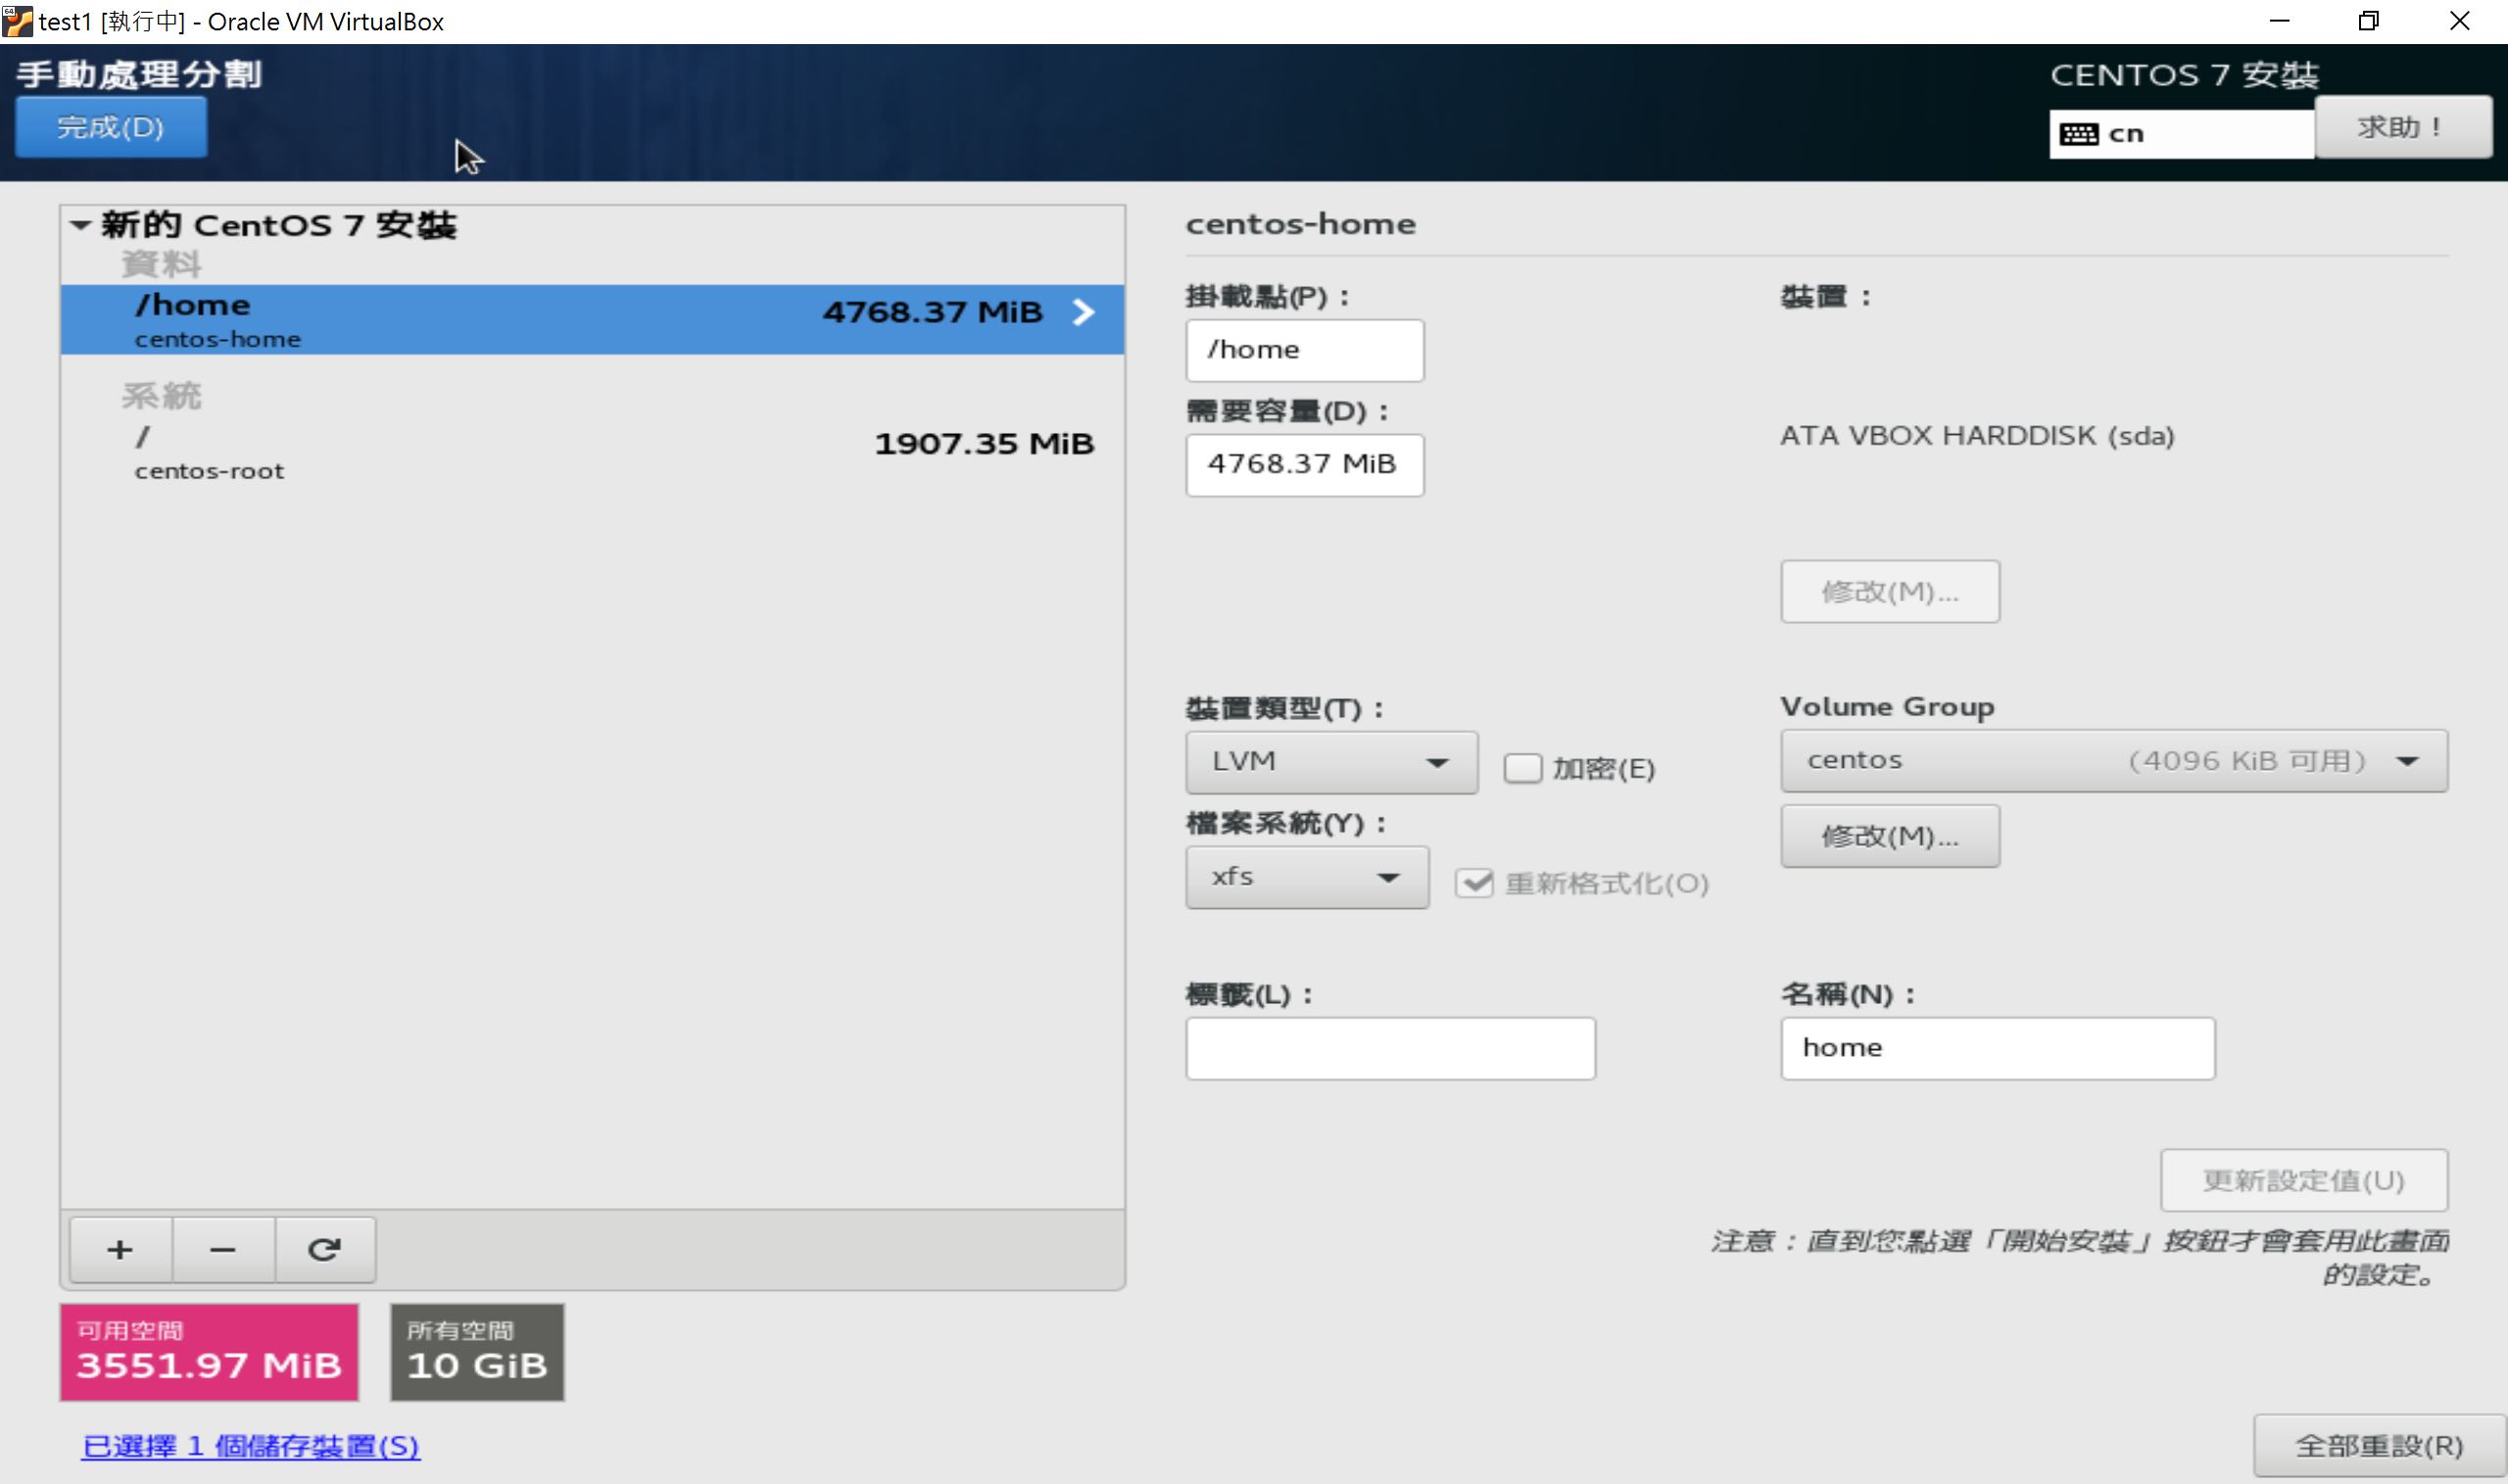 test1 [執行中] - Oracle VM VirtualBox
手動處理分割
完成(D)
CENTOS 7 安裝
cn
求助！
新的 CentOS 7 安裝
資料
/home
4768.37 MiB
centos-home
系統
/
1907.35 MiB
centos-root
centos-home
掛載點(P)：
/home
裝置：
需要容量(D)：
4768.37 MiB
ATA VBOX HARDDISK (sda)
修改(M)...
裝置類型(T)：
LVM
加密(E)
Volume Group
centos
(4096 KiB 可用)
檔案系統(Y)：
xfs
重新格式化(O)
修改(M)...
標籤(L)：
名稱(N)：
home
更新設定值(U)
注意：直到您點選「開始安裝」按鈕才會套用此畫面
的設定。
可用空間
3551.97 MiB
所有空間
10 GiB
已選擇 1 個儲存裝置(S)
全部重設(R)